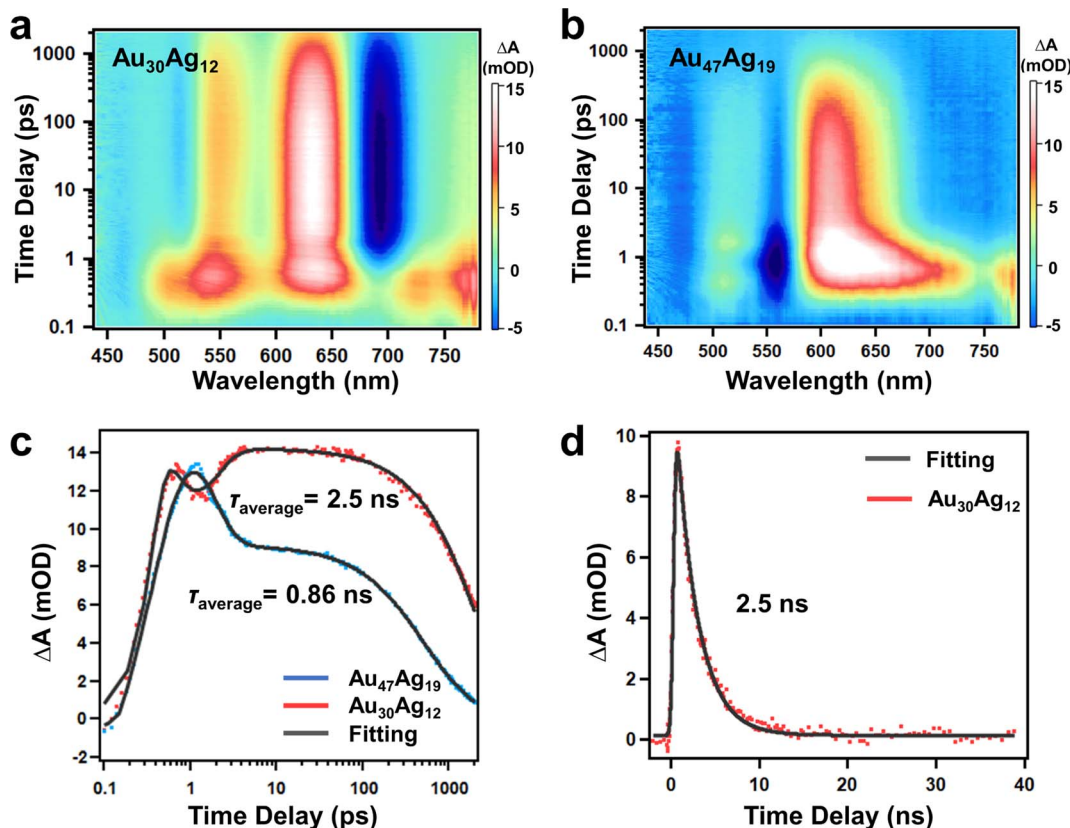 a
Au₃₀Ag₁₂
ΔA
(mOD)
15
10
5
0
-5
1000
100
10
1
0.1
Time Delay (ps)
450 500 550 600 650 700 750
Wavelength (nm)
b
Au₄₇Ag₁₉
ΔA
(mOD)
15
10
5
0
-5
1000
100
10
1
0.1
Time Delay (ps)
450 500 550 600 650 700 750
Wavelength (nm)
c
14
12
10
8
6
4
2
0
-2
ΔA (mOD)
τaverage= 2.5 ns
τaverage= 0.86 ns
Au₄₇Ag₁₉
Au₃₀Ag₁₂
Fitting
0.1 1 10 100 1000
Time Delay (ps)
d
10
8
6
4
2
0
ΔA (mOD)
Fitting
Au₃₀Ag₁₂
2.5 ns
0 10 20 30 40
Time Delay (ns)